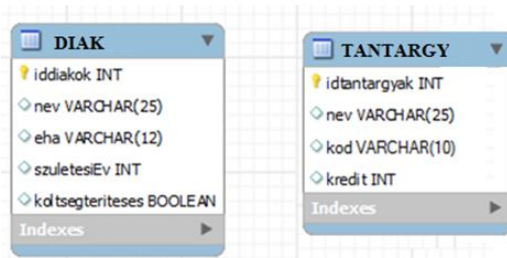 DIAK
iddiakok INT
nev VARCHAR(25)
eha VARCHAR(12)
szuletesiEv INT
koltsegteriteses BOOLEAN
Indexes
TANTARGY
idtantargyak INT
nev VARCHAR(25)
kod VARCHAR(10)
kredit INT
Indexes